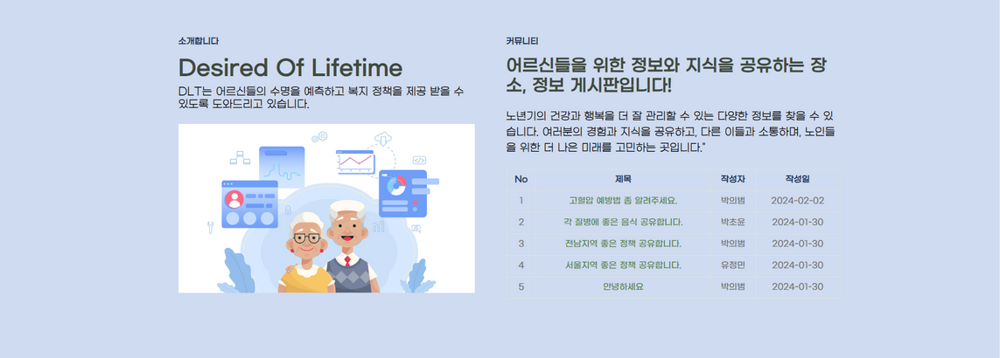 소개합니다
Desired Of Lifetime
DLT는 어르신들의 수명을 예측하고 복지 정책을 제공 받을 수
있도록 도와드리고 있습니다.
커뮤니티
어르신들을 위한 정보와 지식을 공유하는 장
소, 정보 게시판입니다!
노년기의 건강과 행복을 더 잘 관리할 수 있는 다양한 정보를 찾을 수 있
습니다. 여러분의 경험과 지식을 공유하고, 다른 이들과 소통하며, 노인들
을 위한 더 나은 미래를 고민하는 곳입니다."
No 제목 작성자 작성일
1 고혈압 예방법 좀 알려주세요. 박의범 2024-02-02
2 각 질병에 좋은 음식 공유합니다. 박초윤 2024-01-30
3 전남지역 좋은 정책 공유합니다. 박의범 2024-01-30
4 서울지역 좋은 정책 공유합니다. 유정민 2024-01-30
5 안녕하세요 박의범 2024-01-30